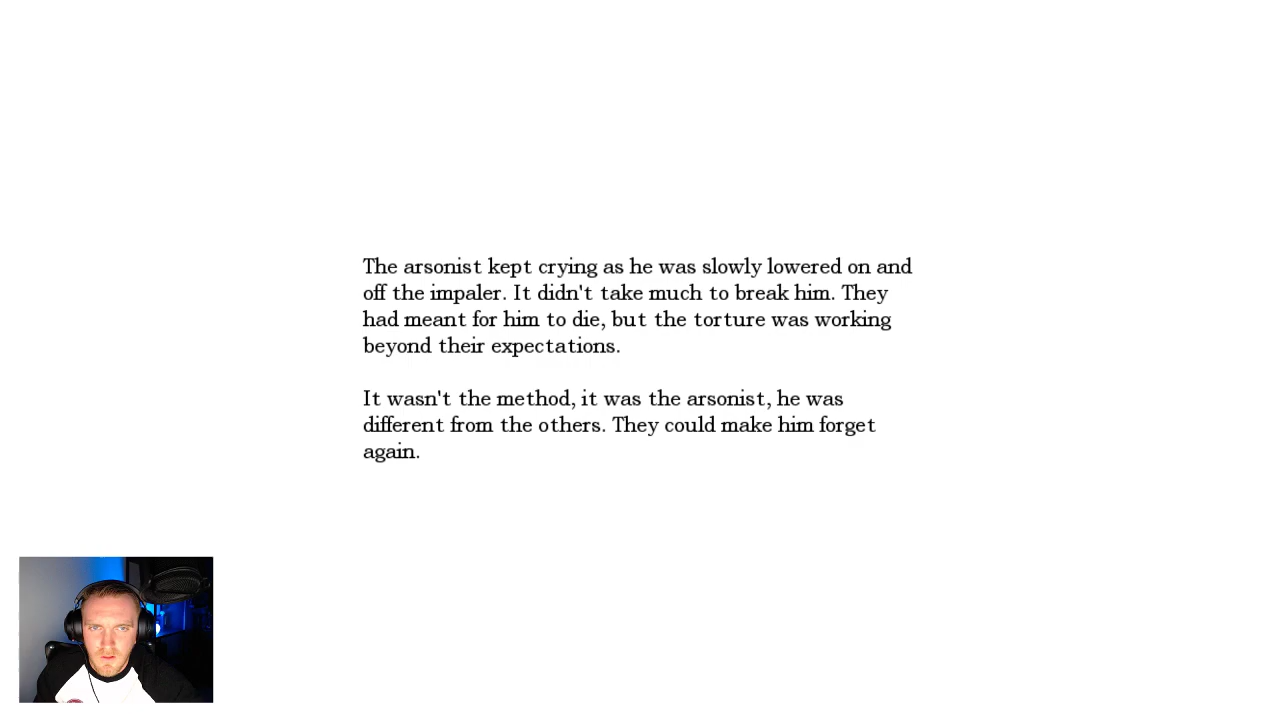 The arsonist kept crying as he was slowly lowered on and
off the impaler. It didn't take much to break him. They
had meant for him to die, but the torture was working
beyond their expectations.
It wasn't the method, it was the arsonist, he was
different from the others. They could make him forget
again.